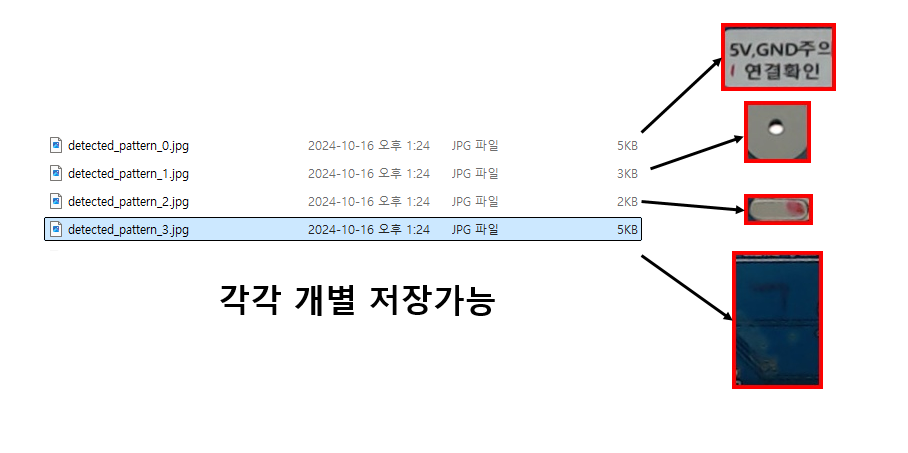 5V,GND주의
연결확인
detected_pattern_0.jpg 2024-10-16 오후 1:24 JPG 파일 5KB
detected_pattern_1.jpg 2024-10-16 오후 1:24 JPG 파일 3KB
detected_pattern_2.jpg 2024-10-16 오후 1:24 JPG 파일 2KB
detected_pattern_3.jpg 2024-10-16 오후 1:24 JPG 파일 5KB
각각 개별 저장가능